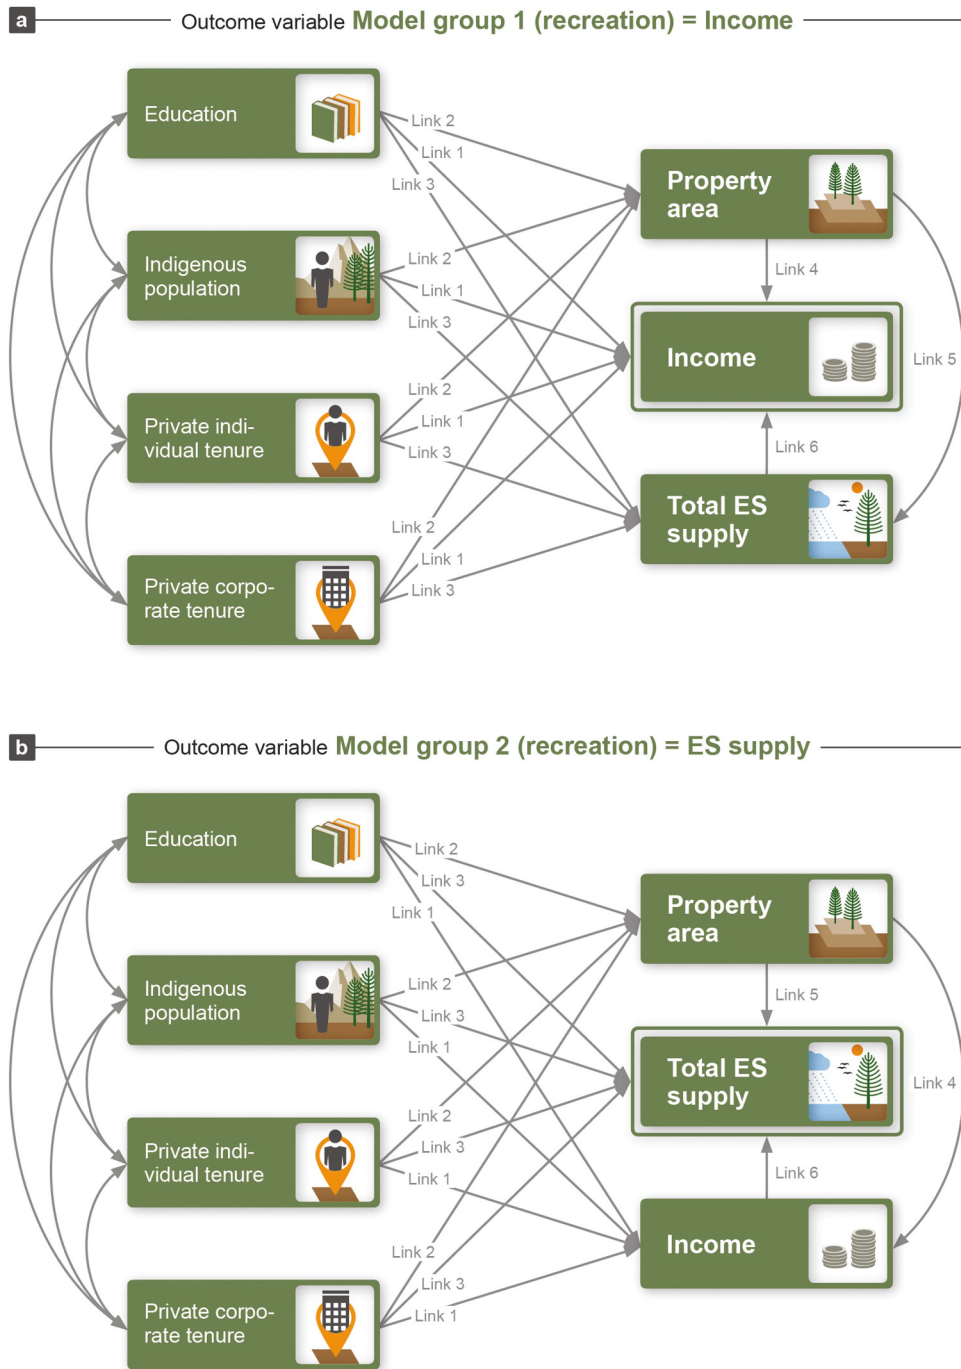 a
Outcome variable Model group 1 (recreation) = Income
Education
Link 2
Link 1
Link 3
Property
area
Indigenous
population
Link 2
Link 1
Link 3
Link 4
Income
Link 5
Private indi-
vidual tenure
Link 2
Link 1
Link 3
Link 6
Total ES
supply
Private corpo-
rate tenure
Link 2
Link 1
Link 3
b
Outcome variable Model group 2 (recreation) = ES supply
Education
Link 2
Link 3
Link 1
Property
area
Indigenous
population
Link 2
Link 3
Link 1
Link 5
Total ES
supply
Link 4
Private indi-
vidual tenure
Link 2
Link 3
Link 1
Link 6
Income
Private corpo-
rate tenure
Link 2
Link 3
Link 1